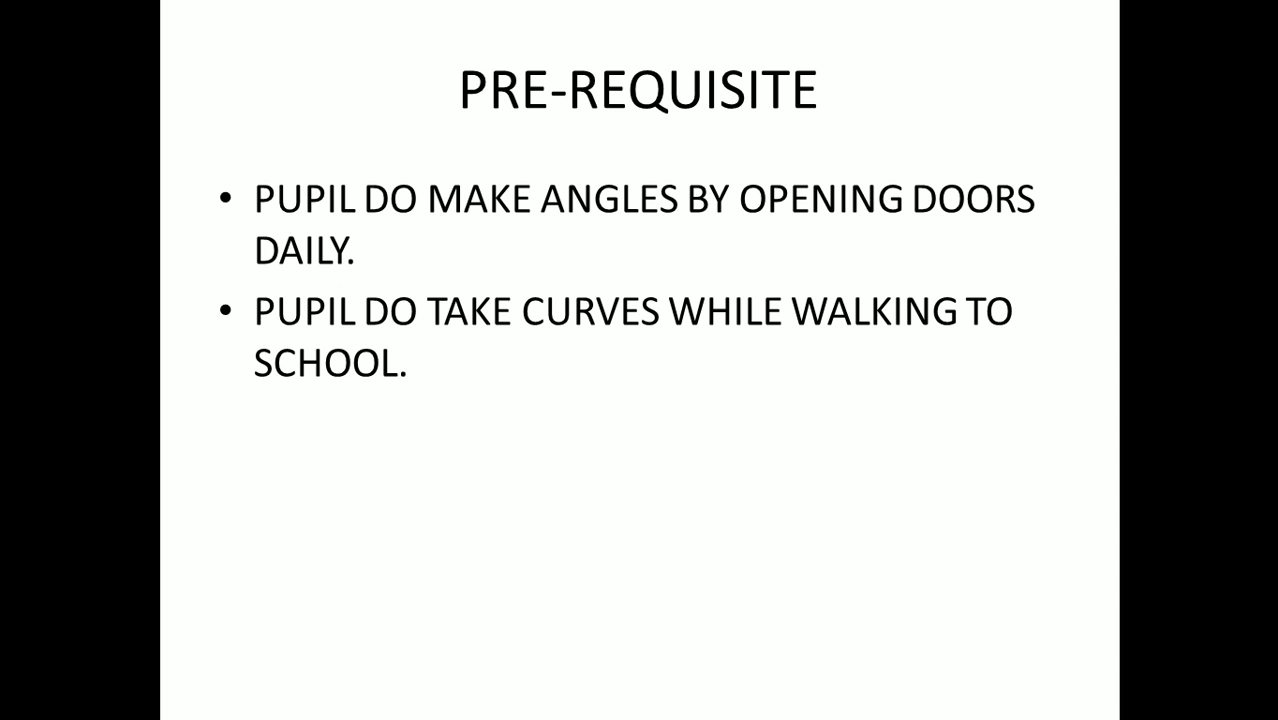 PRE-REQUISITE
• PUPIL DO MAKE ANGLES BY OPENING DOORS
DAILY.
• PUPIL DO TAKE CURVES WHILE WALKING TO
SCHOOL.